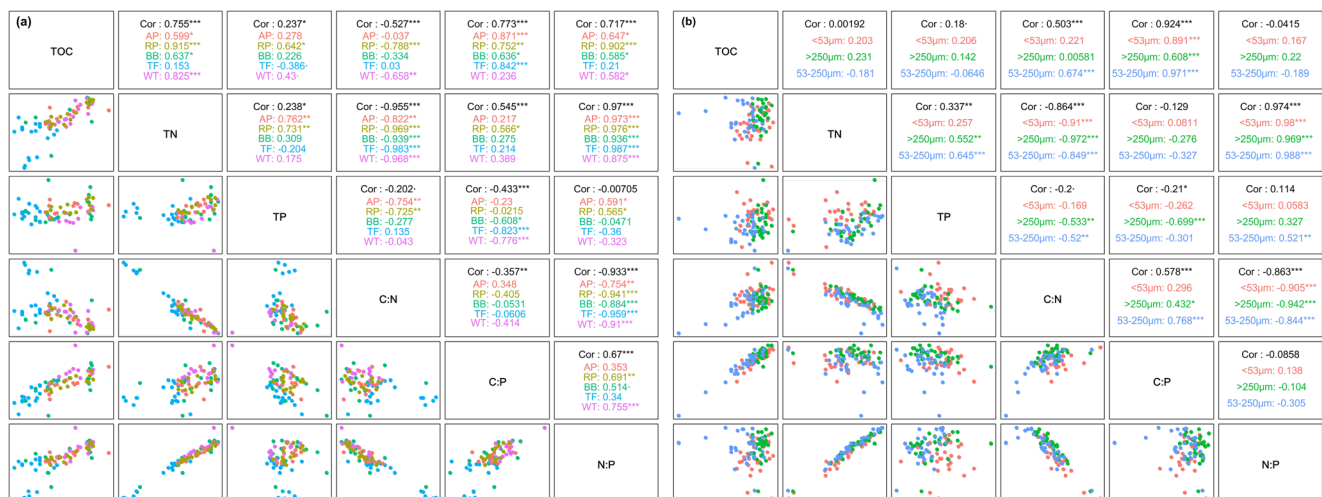 (a)
TOC
Cor : 0.755***
AP: 0.599*
RP: 0.915***
BB: 0.637*
TF: 0.153
WT: 0.825***
Cor : 0.237*
AP: 0.278
RP: 0.642*
BB: 0.226
TF: -0.386·
WT: 0.43·
Cor : -0.527***
AP: -0.037
RP: -0.788***
BB: -0.334
TF: 0.03
WT: -0.658**
Cor : 0.773***
AP: 0.871***
RP: 0.752**
BB: 0.636*
TF: 0.842***
WT: 0.236
Cor : 0.717***
AP: 0.647*
RP: 0.902***
BB: 0.585*
TF: 0.21
WT: 0.582*
TN
Cor : 0.238*
AP: 0.762**
RP: 0.731**
BB: 0.309
TF: -0.204
WT: 0.175
Cor : -0.955***
AP: -0.822**
RP: -0.969***
BB: -0.939***
TF: -0.983***
WT: -0.968***
Cor : 0.545***
AP: 0.217
RP: 0.566*
BB: 0.275
TF: 0.214
WT: 0.389
Cor : 0.97***
AP: 0.973***
RP: 0.976***
BB: 0.936***
TF: 0.987***
WT: 0.875***
TP
Cor : -0.202·
AP: -0.754**
RP: -0.725**
BB: -0.277
TF: 0.135
WT: -0.043
Cor : -0.433***
AP: -0.23
RP: -0.0215
BB: -0.608*
TF: -0.823***
WT: -0.776***
Cor : -0.00705
AP: 0.591*
RP: 0.565*
BB: -0.0471
TF: -0.36
WT: -0.323
C:N
Cor : -0.357**
AP: 0.348
RP: -0.405
BB: -0.0531
TF: -0.0606
WT: -0.414
Cor : -0.933***
AP: -0.754**
RP: -0.941***
BB: -0.884***
TF: -0.959***
WT: -0.91***
C:P
Cor : 0.67***
AP: 0.353
RP: 0.691**
BB: 0.514·
TF: 0.34
WT: 0.755***
N:P
(b)
TOC
Cor : 0.00192
<53μm: 0.203
>250μm: 0.231
53-250μm: -0.181
Cor : 0.18·
<53μm: 0.206
>250μm: 0.142
53-250μm: -0.0646
Cor : 0.503***
<53μm: 0.221
>250μm: 0.00581
53-250μm: 0.674***
Cor : 0.924***
<53μm: 0.891***
>250μm: 0.608***
53-250μm: 0.971***
Cor : -0.0415
<53μm: 0.167
>250μm: 0.22
53-250μm: -0.189
TN
Cor : 0.337**
<53μm: 0.257
>250μm: 0.552**
53-250μm: 0.645***
Cor : -0.864***
<53μm: -0.91***
>250μm: -0.972***
53-250μm: -0.849***
Cor : -0.129
<53μm: 0.0811
>250μm: -0.276
53-250μm: -0.327
Cor : 0.974***
<53μm: 0.98***
>250μm: 0.969***
53-250μm: 0.988***
TP
Cor : -0.2·
<53μm: -0.169
>250μm: -0.533**
53-250μm: -0.52**
Cor : -0.21*
<53μm: -0.262
>250μm: -0.699***
53-250μm: -0.301
Cor : 0.114
<53μm: 0.0583
>250μm: 0.327
53-250μm: 0.521**
C:N
Cor : 0.578***
<53μm: 0.296
>250μm: 0.432*
53-250μm: 0.768***
Cor : -0.863***
<53μm: -0.905***
>250μm: -0.942***
53-250μm: -0.844***
C:P
Cor : -0.0858
<53μm: 0.138
>250μm: -0.104
53-250μm: -0.305
N:P